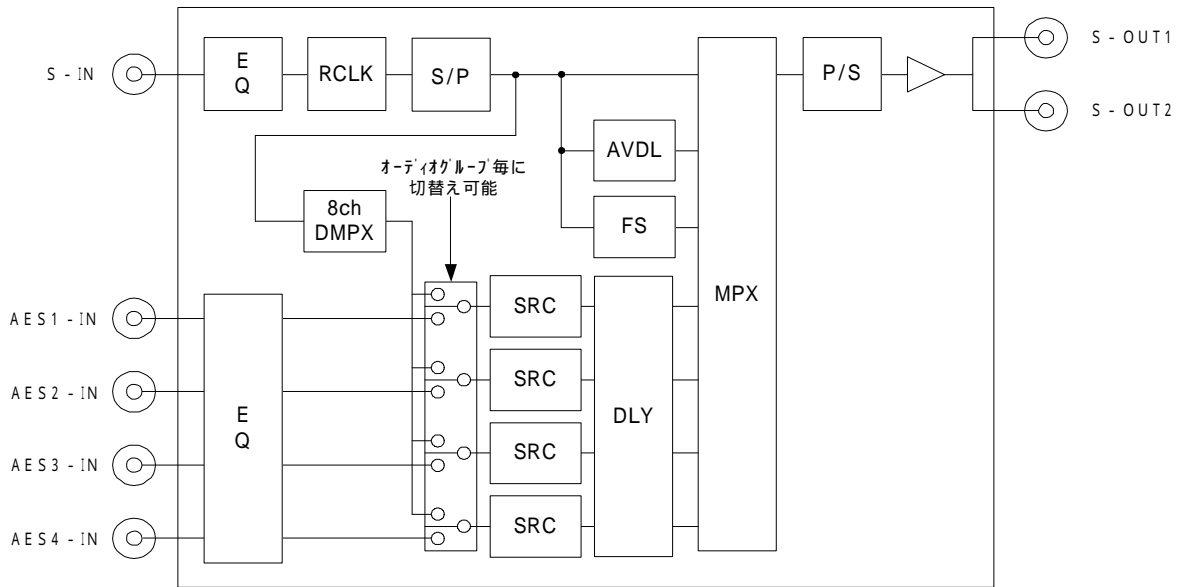 S-IN
E
Q
RCLK
S/P
P/S
S-OUT1
S-OUT2
AVDL
オーディオグループ毎に
切替え可能
8ch
DMPX
FS
MPX
AES1-IN
AES2-IN
AES3-IN
AES4-IN
E
Q
SRC
SRC
SRC
SRC
DLY